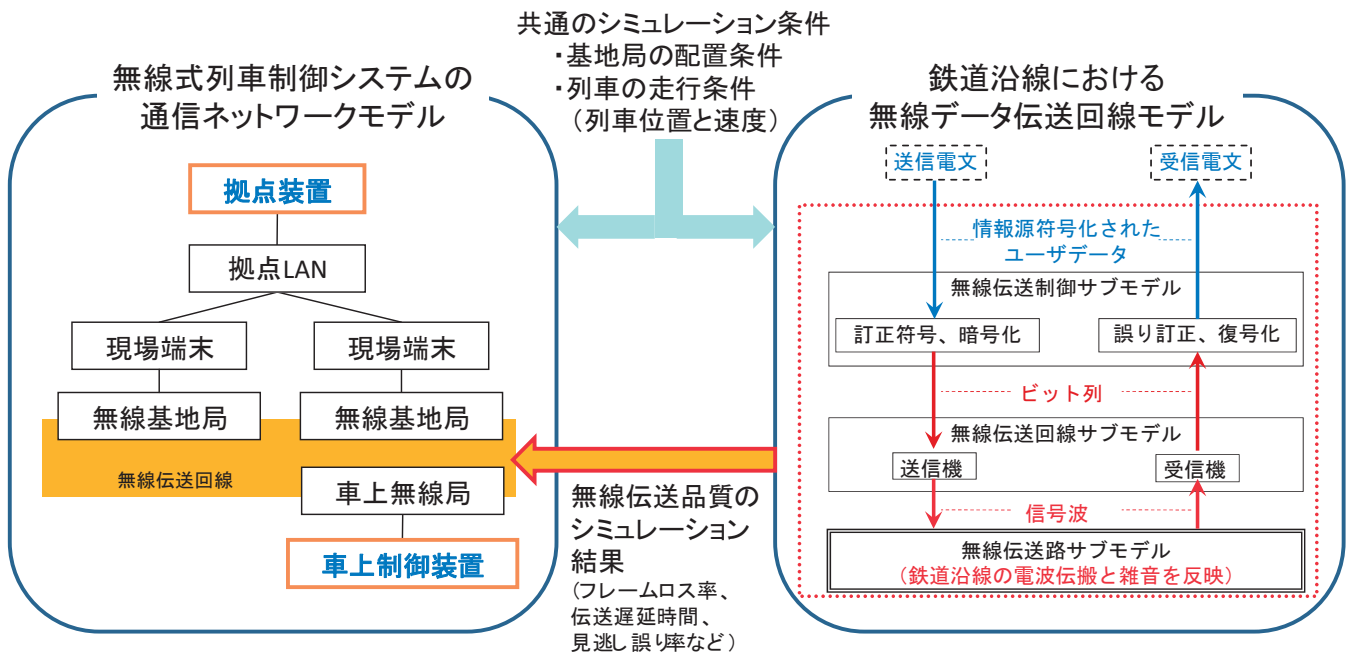 共通のシミュレーション条件
・基地局の配置条件
・列車の走行条件
（列車位置と速度）
無線式列車制御システムの
通信ネットワークモデル
拠点装置
拠点LAN
現場端末
現場端末
無線基地局
無線基地局
無線伝送回線
車上無線局
車上制御装置
無線伝送品質の
シミュレーション
結果
（フレームロス率、
伝送遅延時間、
見逃し誤り率など）
鉄道沿線における
無線データ伝送回線モデル
送信電文
受信電文
情報源符号化された
ユーザデータ
無線伝送制御サブモデル
訂正符号、暗号化
誤り訂正、復号化
ビット列
無線伝送回線サブモデル
送信機
受信機
信号波
無線伝送路サブモデル
（鉄道沿線の電波伝搬と雑音を反映）